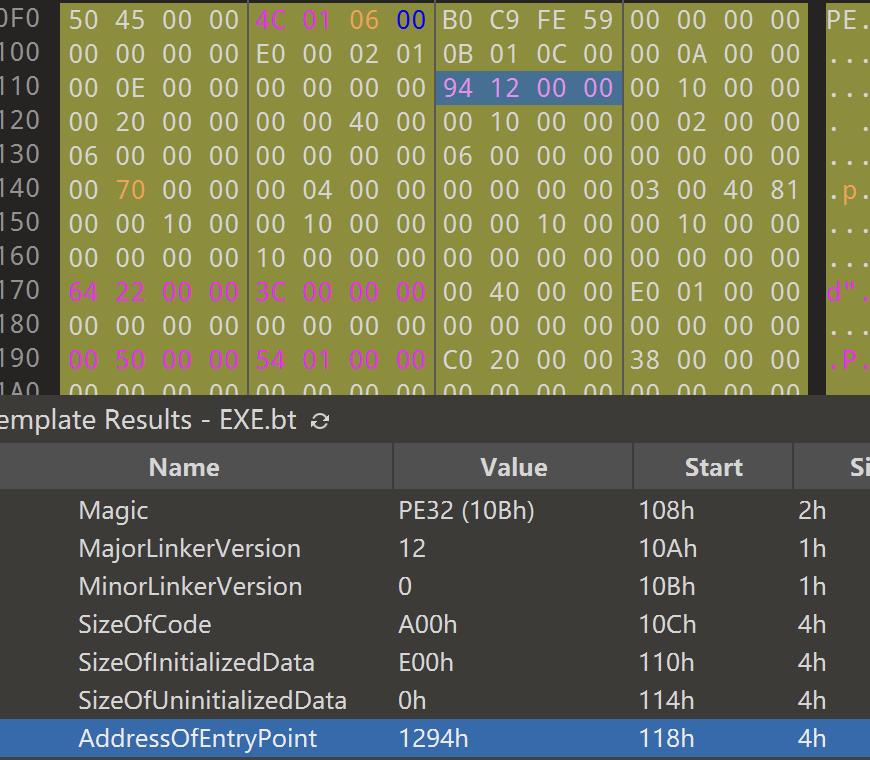 0F0 50 45 00 00 4C 01 06 00 B0 C9 FE 59 00 00 00 00 PE.
100 00 00 00 00 E0 00 02 01 0B 01 0C 00 00 0A 00 00 ...
110 00 0E 00 00 00 00 00 00 94 12 00 00 00 10 00 00 ...
120 00 20 00 00 00 00 40 00 00 10 00 00 00 02 00 00 . .
130 06 00 00 00 00 00 00 00 06 00 00 00 00 00 00 00 ...
140 00 70 00 00 00 04 00 00 00 00 00 00 03 00 40 81 .p.
150 00 00 10 00 00 10 00 00 00 00 10 00 00 10 00 00 ...
160 00 00 00 00 10 00 00 00 00 00 00 00 00 00 00 00 ...
170 64 22 00 00 3C 00 00 00 00 40 00 00 E0 01 00 00 d".
180 00 00 00 00 00 00 00 00 00 00 00 00 00 00 00 00 ...
190 00 50 00 00 54 01 00 00 C0 20 00 00 38 00 00 00 .P.
1A0 00 00 00 00 00 00 00 00 00 00 00 00 00 00 00 00
emplate Results - EXE.bt
Name Value Start Si
Magic PE32 (10Bh) 108h 2h
MajorLinkerVersion 12 10Ah 1h
MinorLinkerVersion 0 10Bh 1h
SizeOfCode A00h 10Ch 4h
SizeOfInitializedData E00h 110h 4h
SizeOfUninitializedData 0h 114h 4h
AddressOfEntryPoint 1294h 118h 4h